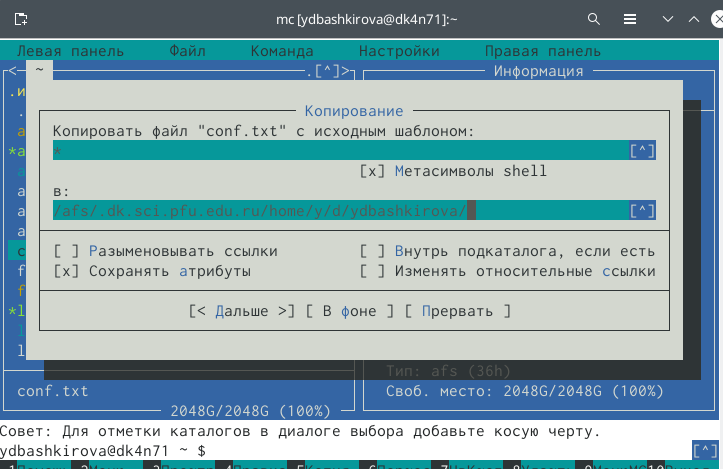 mc [ydbashkirova@dk4n71]:~
Левая панель Файл Команда Настройки Правая панель
<— ~ .[^]> Информация
.и
Копирование
Копировать файл "conf.txt" с исходным шаблоном:
* [^]
[x] Метасимволы shell
в:
/afs/.dk.sci.pfu.edu.ru/home/y/d/ydbashkirova/ [^]
[ ] Разыменовывать ссылки [ ] Внутрь подкаталога, если есть
[x] Сохранять атрибуты [ ] Изменять относительные ссылки
[< Дальше >] [ В фоне ] [ Прервать ]
Тип: afs (36h)
conf.txt Своб. место: 2048G/2048G (100%)
2048G/2048G (100%)
Совет: Для отметки каталогов в диалоге выбора добавьте косую черту.
ydbashkirova@dk4n71 ~ $ [^]